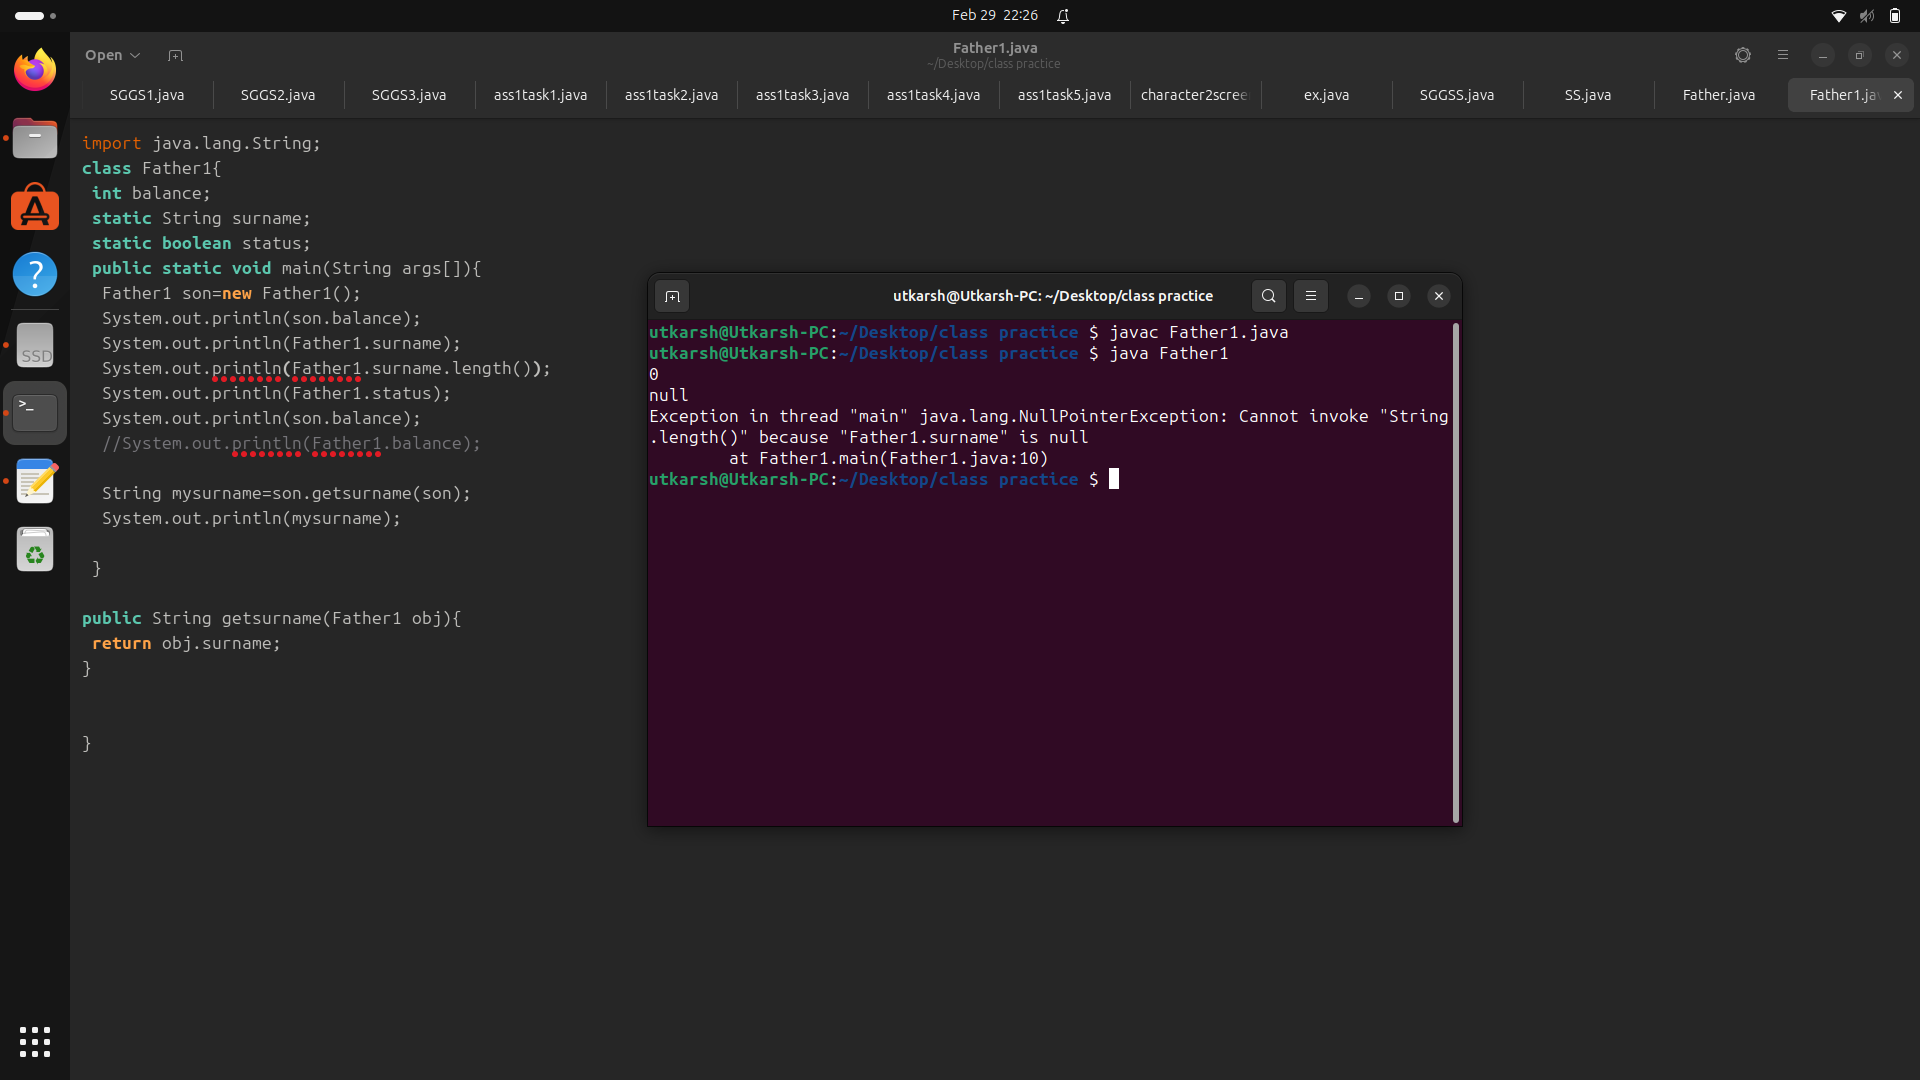 Feb 29 22:26
Open
Father1.java
~/Desktop/class practice
SGGS1.java
SGGS2.java
SGGS3.java
ass1task1.java
ass1task2.java
ass1task3.java
ass1task4.java
ass1task5.java
character2scree
ex.java
SGGSS.java
SS.java
Father.java
Father1.ja
import java.lang.String;
class Father1{
int balance;
static String surname;
static boolean status;
public static void main(String args[]){
Father1 son=new Father1();
System.out.println(son.balance);
System.out.println(Father1.surname);
System.out.println(Father1.surname.length());
System.out.println(Father1.status);
System.out.println(son.balance);
//System.out.println(Father1.balance);
String mysurname=son.getsurname(son);
System.out.println(mysurname);
}
public String getsurname(Father1 obj){
return obj.surname;
}
}
SSD
utkarsh@Utkarsh-PC: ~/Desktop/class practice
utkarsh@Utkarsh-PC:~/Desktop/class practice $ javac Father1.java
utkarsh@Utkarsh-PC:~/Desktop/class practice $ java Father1
0
null
Exception in thread "main" java.lang.NullPointerException: Cannot invoke "String
.length()" because "Father1.surname" is null
at Father1.main(Father1.java:10)
utkarsh@Utkarsh-PC:~/Desktop/class practice $